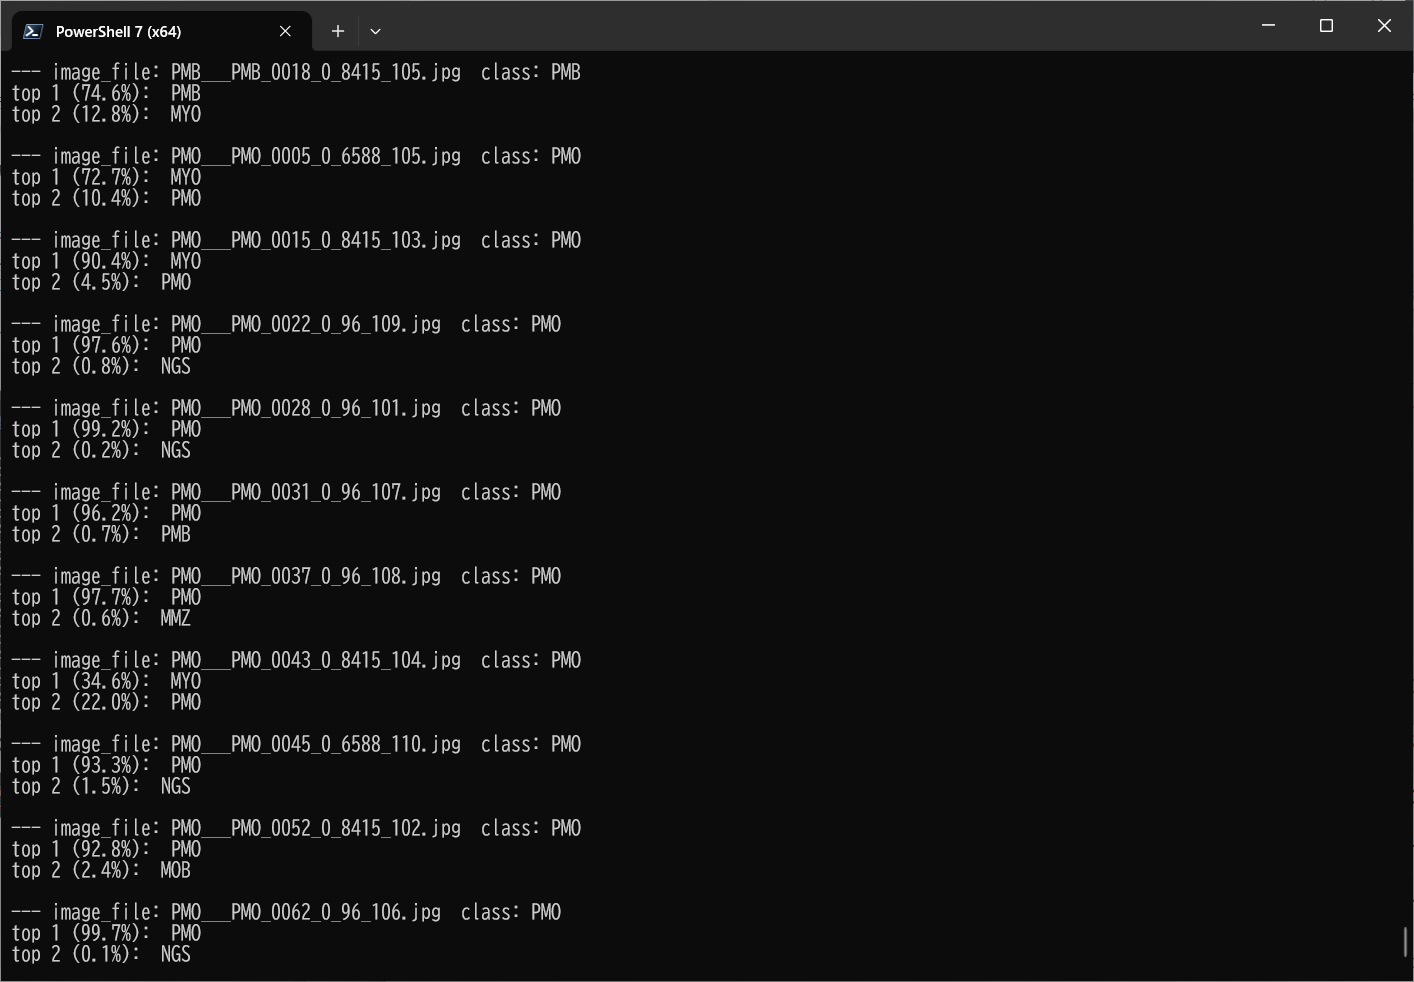 PowerShell 7 (x64)
--- image_file: PMB___PMB_0018_0_8415_105.jpg  class: PMB
top 1 (74.6%):  PMB
top 2 (12.8%):  MYO
--- image_file: PMO___PMO_0005_0_6588_105.jpg  class: PMO
top 1 (72.7%):  MYO
top 2 (10.4%):  PMO
--- image_file: PMO___PMO_0015_0_8415_103.jpg  class: PMO
top 1 (90.4%):  MYO
top 2 (4.5%):  PMO
--- image_file: PMO___PMO_0022_0_96_109.jpg  class: PMO
top 1 (97.6%):  PMO
top 2 (0.8%):  NGS
--- image_file: PMO___PMO_0028_0_96_101.jpg  class: PMO
top 1 (99.2%):  PMO
top 2 (0.2%):  NGS
--- image_file: PMO___PMO_0031_0_96_107.jpg  class: PMO
top 1 (96.2%):  PMO
top 2 (0.7%):  PMB
--- image_file: PMO___PMO_0037_0_96_108.jpg  class: PMO
top 1 (97.7%):  PMO
top 2 (0.6%):  MMZ
--- image_file: PMO___PMO_0043_0_8415_104.jpg  class: PMO
top 1 (34.6%):  MYO
top 2 (22.0%):  PMO
--- image_file: PMO___PMO_0045_0_6588_110.jpg  class: PMO
top 1 (93.3%):  PMO
top 2 (1.5%):  NGS
--- image_file: PMO___PMO_0052_0_8415_102.jpg  class: PMO
top 1 (92.8%):  PMO
top 2 (2.4%):  MOB
--- image_file: PMO___PMO_0062_0_96_106.jpg  class: PMO
top 1 (99.7%):  PMO
top 2 (0.1%):  NGS